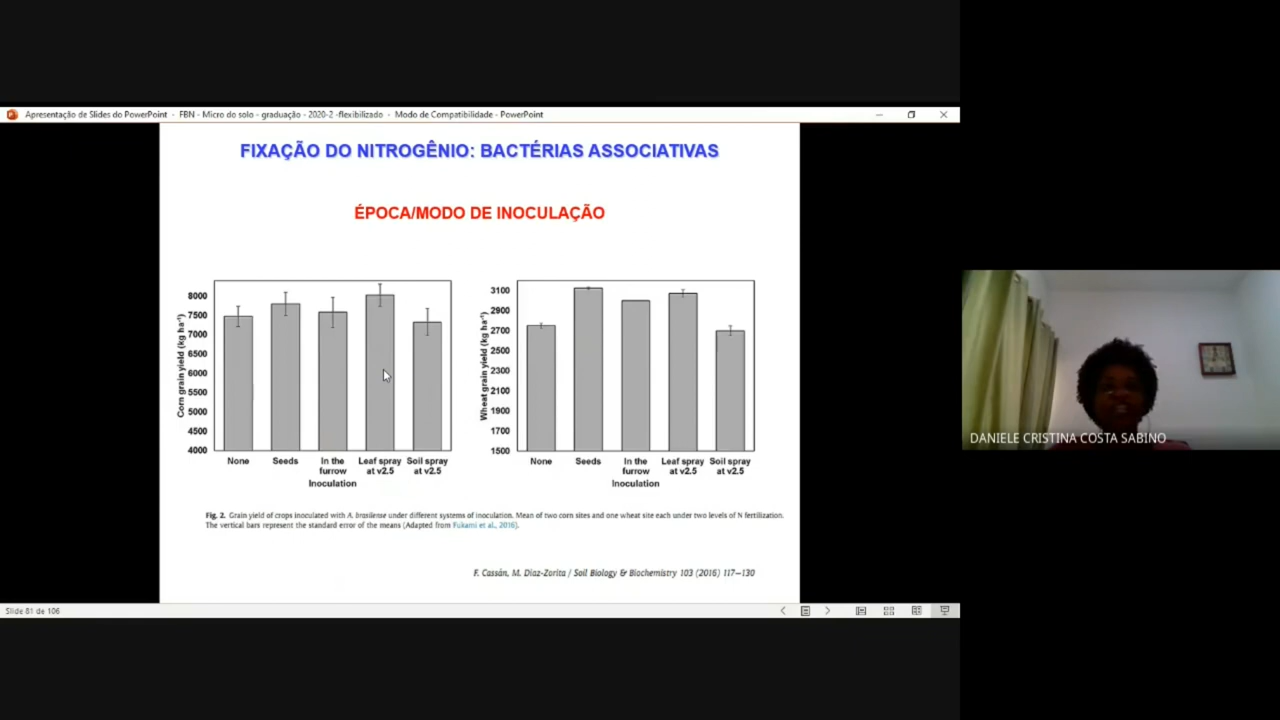 Apresentação de Slides do PowerPoint - FBN - Micro do solo - graduação - 2020-2 -flexibilizado - Modo de Compatibilidade - PowerPoint
FIXAÇÃO DO NITROGÊNIO: BACTÉRIAS ASSOCIATIVAS
ÉPOCA/MODO DE INOCULAÇÃO
Corn grain yield (kg ha⁻¹)
8000
7500
7000
6500
6000
5500
5000
4500
4000
None Seeds In the furrow Leaf spray at v2.5 Soil spray at v2.5
Inoculation
Wheat grain yield (kg ha⁻¹)
3100
2900
2700
2500
2300
2100
1900
1700
1500
None Seeds In the furrow Leaf spray at v2.5 Soil spray at v2.5
Inoculation
Fig. 2. Grain yield of crops inoculated with A. brasilense under different systems of inoculation. Mean of two corn sites and one wheat site each under two levels of N fertilization.
The vertical bars represent the standard error of the means (Adapted from Fukami et al., 2016).
F. Cassán, M. Diaz-Zorita / Soil Biology & Biochemistry 103 (2016) 117–130
Slide 81 de 106
DANIELE CRISTINA COSTA SABINO